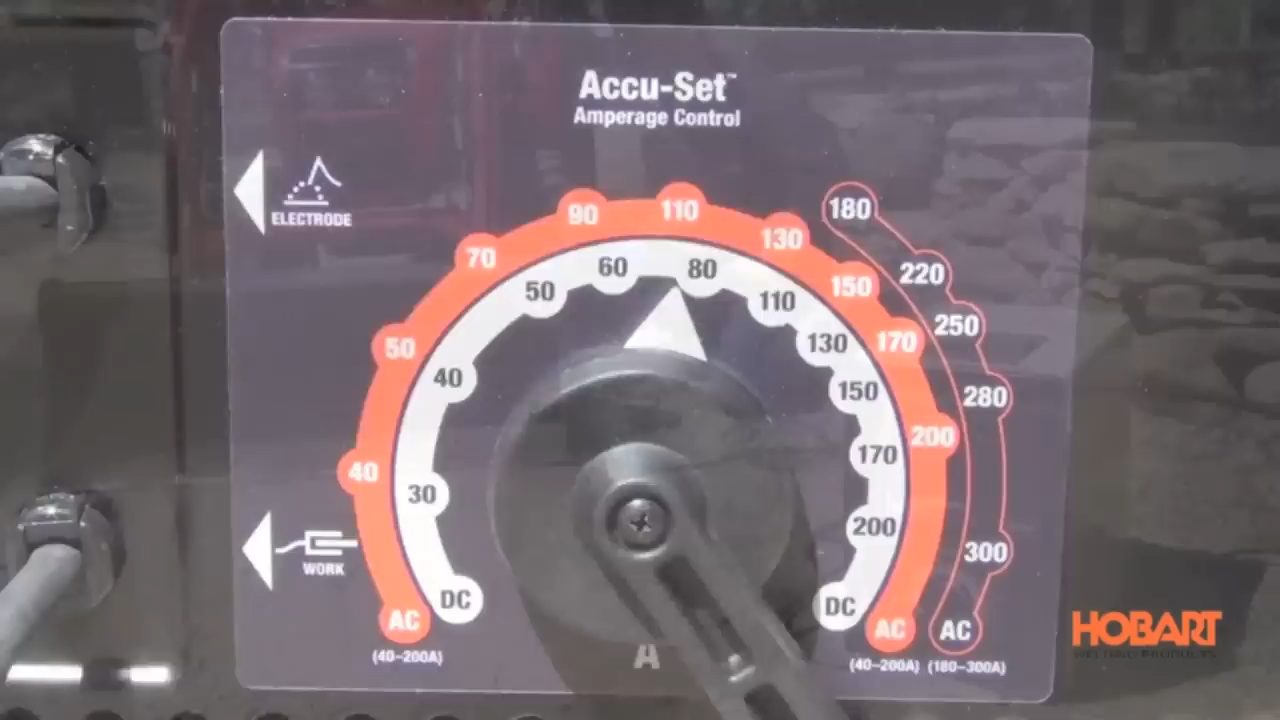 Accu-Set™
Amperage Control
ELECTRODE
WORK
40
50
70
90
110
130
150
170
200
30
40
50
60
80
110
130
150
170
200
180
220
250
280
300
AC
DC
DC
AC
AC
(40–200A)
(40–200A)
(180–300A)
A
HOBART
WELDING PRODUCTS